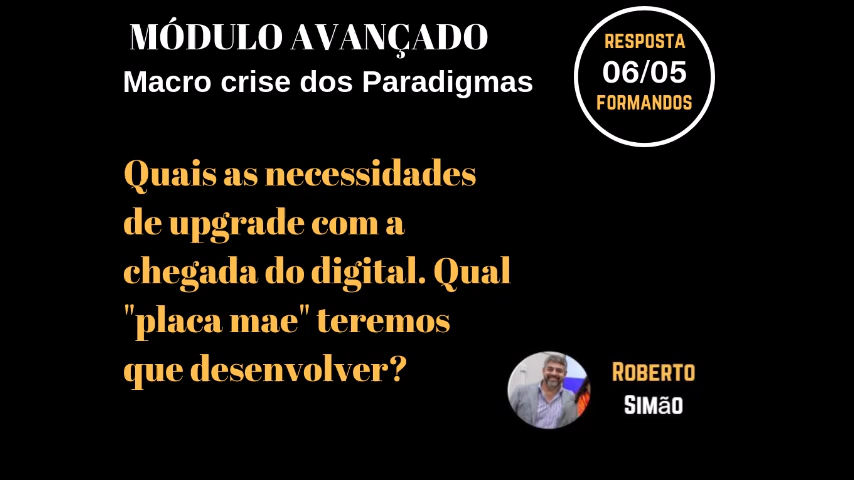 MÓDULO AVANÇADO
Macro crise dos Paradigmas
RESPOSTA
06/05
FORMANDOS
Quais as necessidades
de upgrade com a
chegada do digital. Qual
"placa mae" teremos
que desenvolver?
ROBERTO
SIMãO